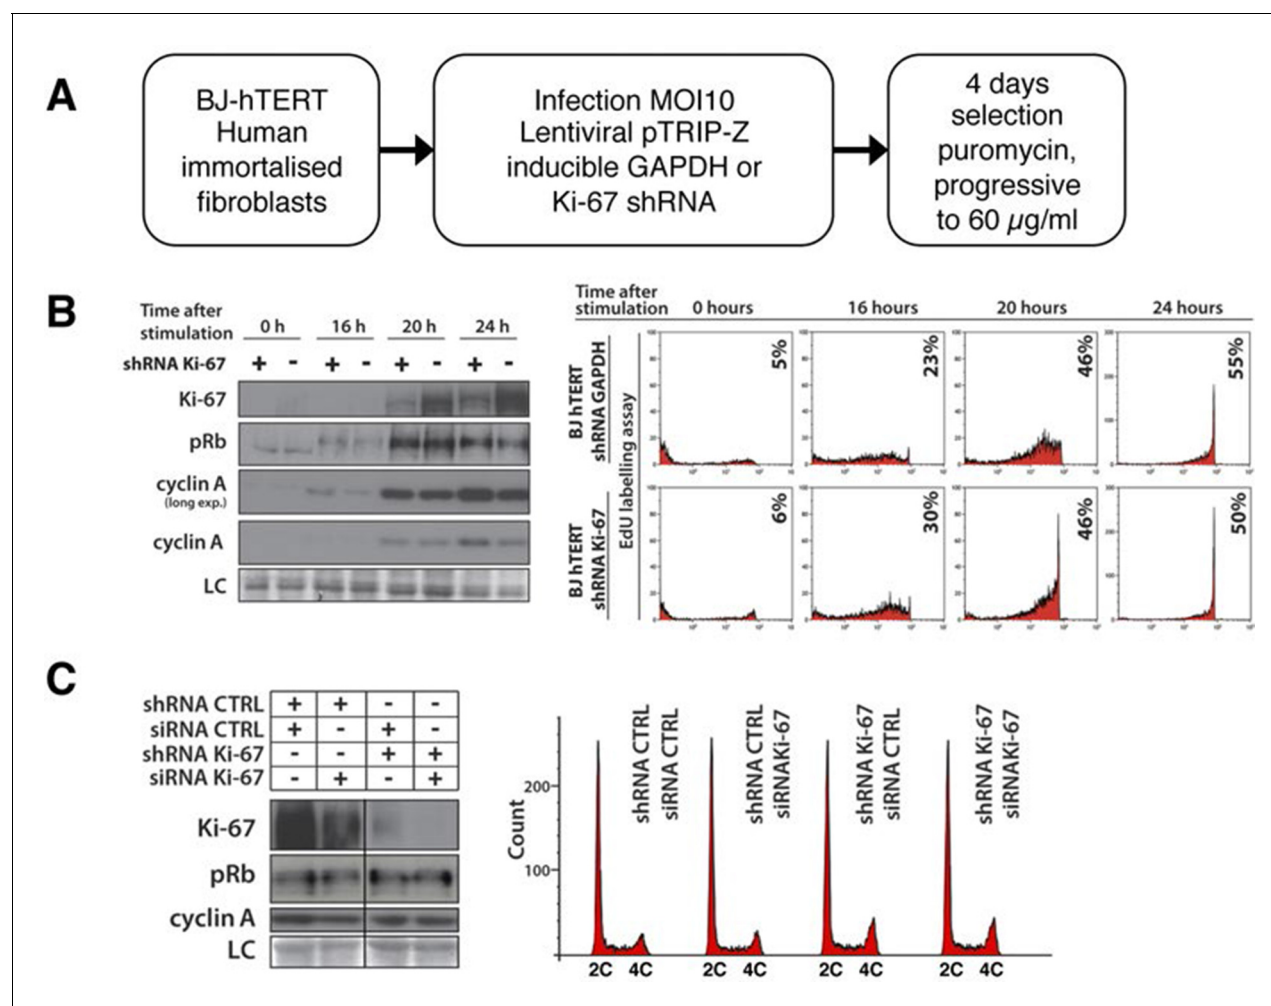 A
BJ-hTERT
Human
immortalised
fibroblasts
Infection MOI10
Lentiviral pTRIP-Z
inducible GAPDH or
Ki-67 shRNA
4 days
selection
puromycin,
progressive
to 60 µg/ml
B
Time after
stimulation
0 h 16 h 20 h 24 h
shRNA Ki-67 + - + - + - + -
Ki-67
pRb
cyclin A
(long exp.)
cyclin A
LC
Time after
stimulation 0 hours 16 hours 20 hours 24 hours
EdU labelling assay
BJ hTERT
shRNA GAPDH
5% 23% 46% 55%
BJ hTERT
shRNA Ki-67
6% 30% 46% 50%
C
shRNA CTRL + + - -
siRNA CTRL + - + -
shRNA Ki-67 - - + +
siRNA Ki-67 - + - +
Ki-67
pRb
cyclin A
LC
Count
200
100
shRNA CTRL
siRNA CTRL
shRNA CTRL
siRNAKi-67
shRNA Ki-67
siRNA CTRL
shRNA Ki-67
siRNAKi-67
2C 4C 2C 4C 2C 4C 2C 4C